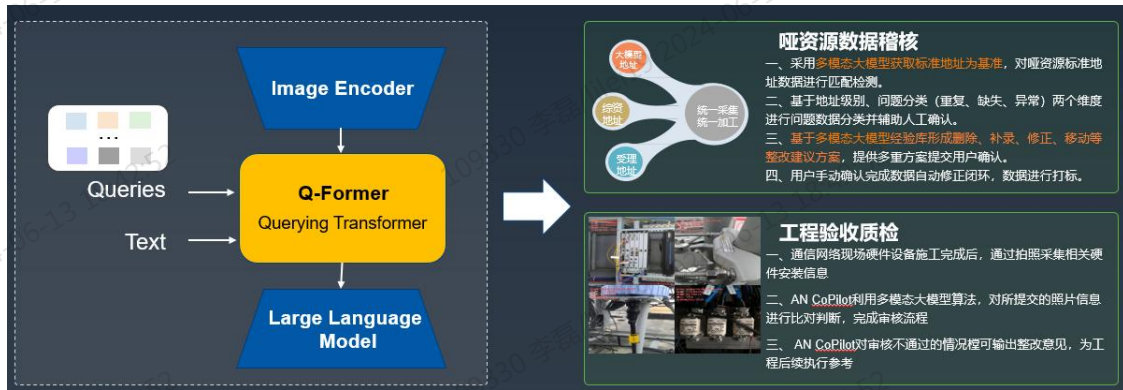 Image Encoder
Queries
Text
Q-Former
Querying Transformer
Large Language
Model
哑资源数据稽核
大模型
地址
综资
地址
受理
地址
统一采集
统一加工
一、采用多模态大模型获取标准地址为基准，对哑资源标准地
址数据进行匹配检测。
二、基于地址级别、问题分类（重复、缺失、异常）两个维度
进行问题数据分类并辅助人工确认。
三、基于多模态大模型经验库形成删除、补录、修正、移动等
整改建议方案，提供多重方案提交用户确认。
四、用户手动确认完成数据自动修正闭环，数据进行打标。
工程验收质检
一、通信网络现场硬件设备施工完成后，通过拍照采集相关硬
件安装信息
二、AN CoPilot利用多模态大模型算法，对所提交的照片信息
进行比对判断，完成审核流程
三、 AN CoPilot对审核不通过的情况樘可输出整改意见，为工
程后续执行参考